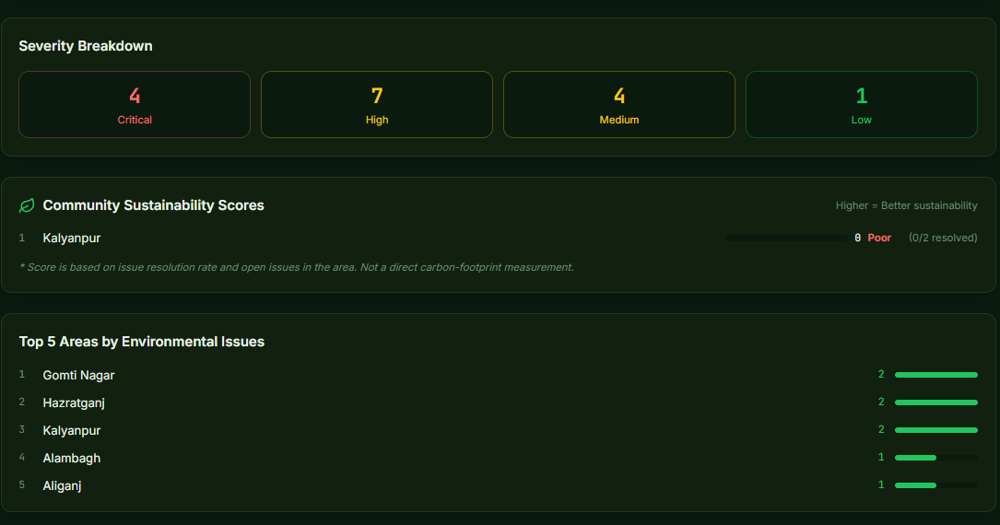 Severity Breakdown
4
Critical
7
High
4
Medium
1
Low
Community Sustainability Scores
Higher = Better sustainability
1 Kalyanpur 0 Poor (0/2 resolved)
* Score is based on issue resolution rate and open issues in the area. Not a direct carbon-footprint measurement.
Top 5 Areas by Environmental Issues
1 Gomti Nagar 2
2 Hazratganj 2
3 Kalyanpur 2
4 Alambagh 1
5 Aliganj 1